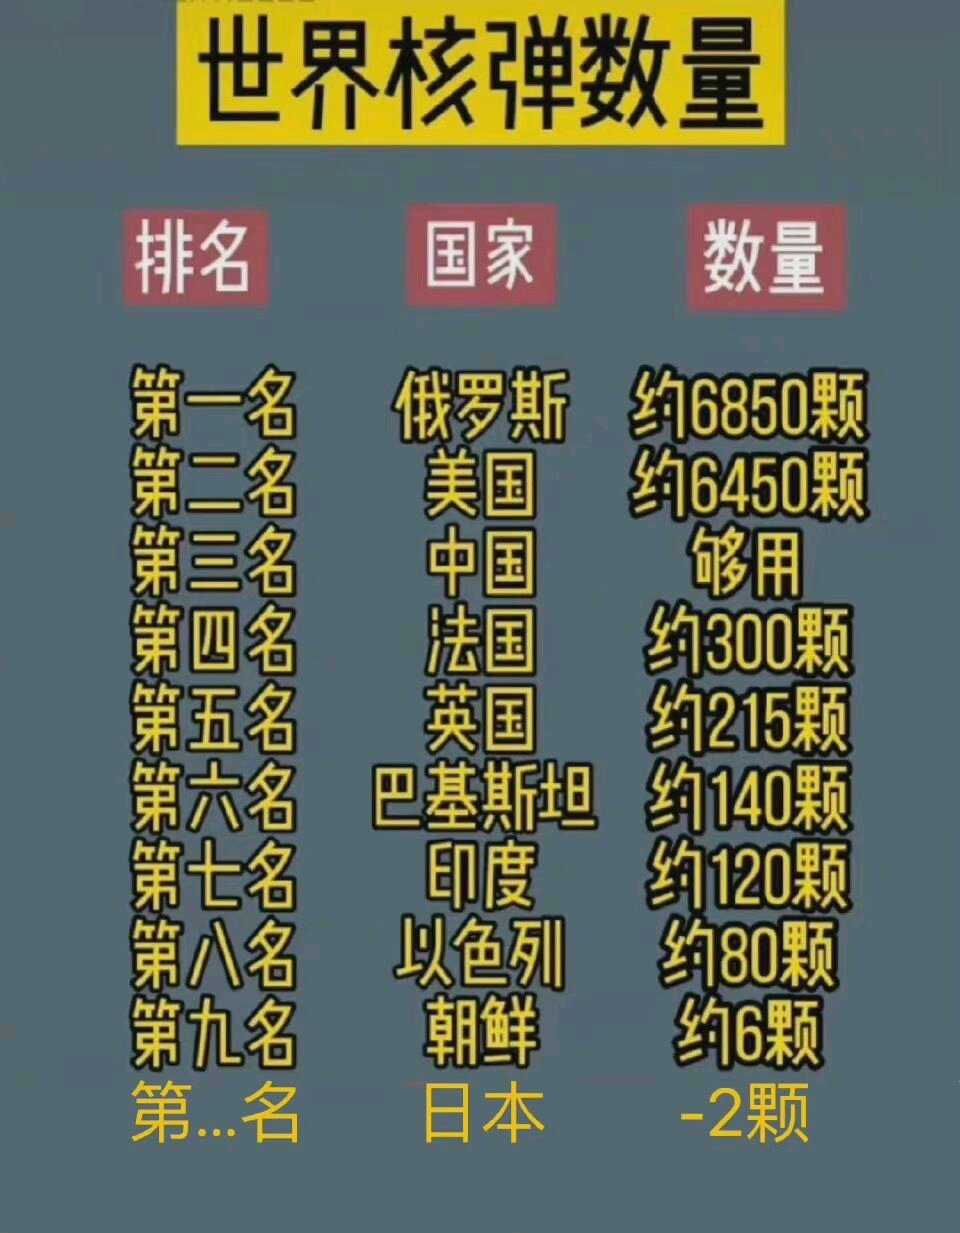 世界核弹数量
排名 国家 数量
第一名 俄罗斯 约6850颗
第二名 美国 约6450颗
第三名 中国 够用
第四名 法国 约300颗
第五名 英国 约215颗
第六名 巴基斯坦 约140颗
第七名 印度 约120颗
第八名 以色列 约80颗
第九名 朝鲜 约6颗
第...名 日本 -2颗